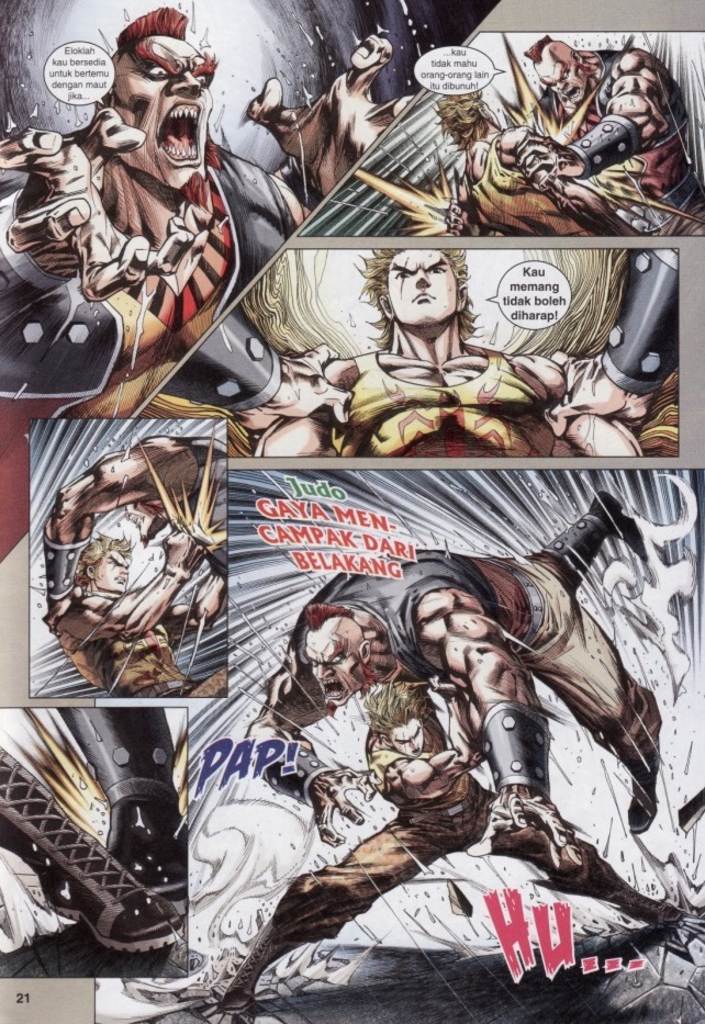 Eloklah
kau bersedia
untuk bertemu
dengan maut
jika...
...kau
tidak mahu
orang-orang lain
itu dibunuh!
Kau
memang
tidak boleh
diharap!
Judo
GAYA MEN-
CAMPAK DARI
BELAKANG
PAP!
HU...
21